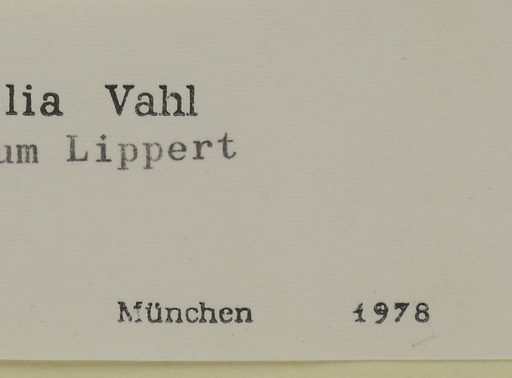 lia Vahl
um Lippert
München 1978